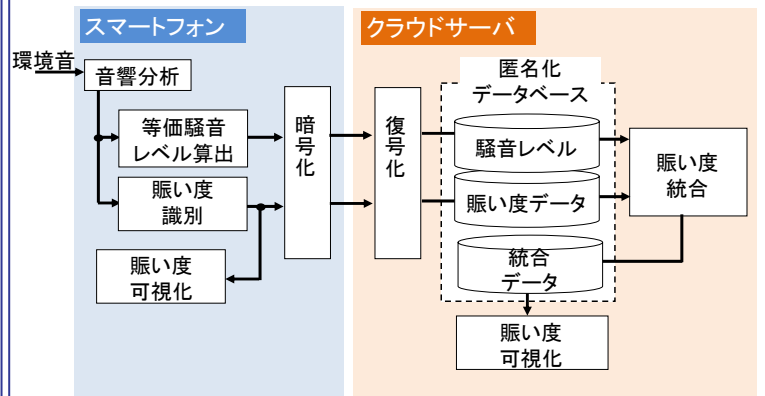 スマートフォン
クラウドサーバ
環境音
音響分析
等価騒音
レベル算出
賑い度
識別
賑い度
可視化
暗号化
復号化
匿名化
データベース
騒音レベル
賑い度データ
統合
データ
賑い度
統合
賑い度
可視化